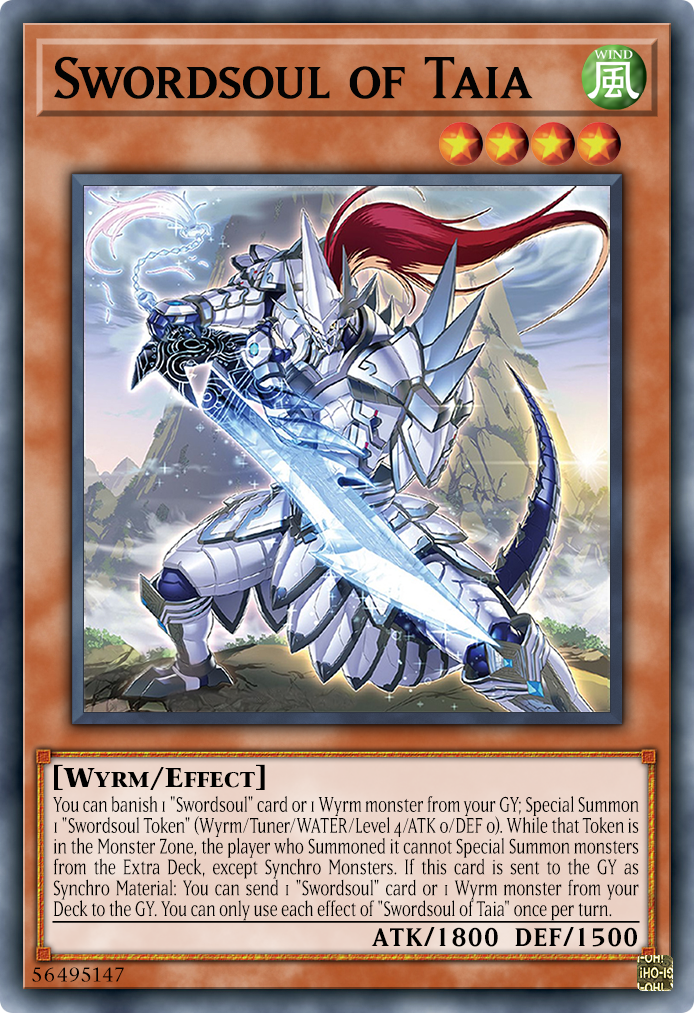 Swordsoul of Taia
WIND
風
[Wyrm/Effect]
You can banish 1 "Swordsoul" card or 1 Wyrm monster from your GY; Special Summon
1 "Swordsoul Token" (Wyrm/Tuner/WATER/Level 4/ATK 0/DEF 0). While that Token is
in the Monster Zone, the player who Summoned it cannot Special Summon monsters
from the Extra Deck, except Synchro Monsters. If this card is sent to the GY as
Synchro Material: You can send 1 "Swordsoul" card or 1 Wyrm monster from your
Deck to the GY. You can only use each effect of "Swordsoul of Taia" once per turn.
ATK/1800 DEF/1500
56495147